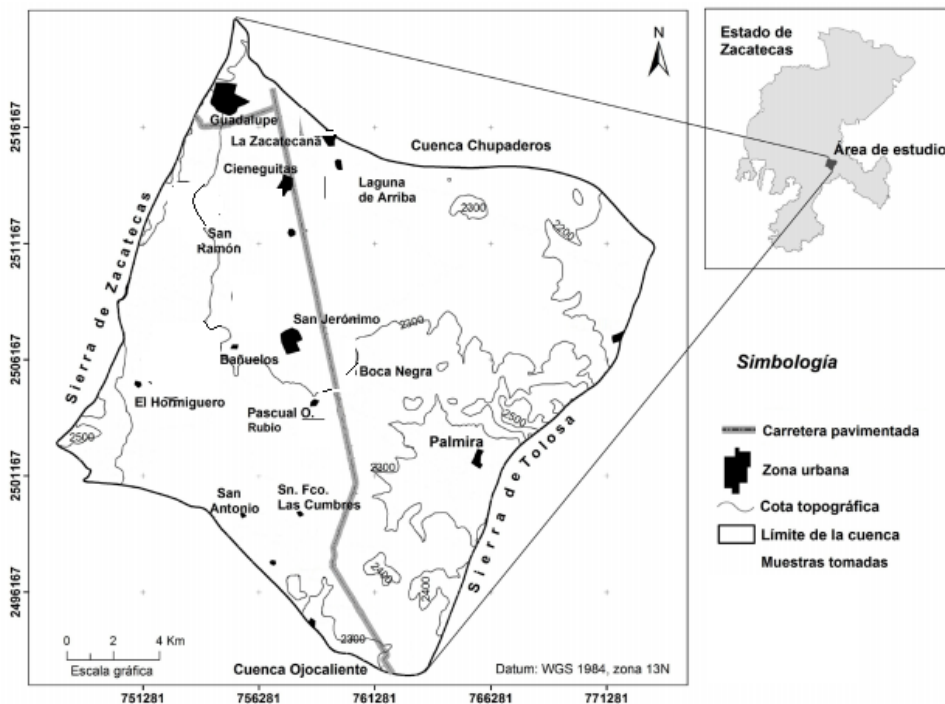 N
Guadalupe
La Zacatecana
Cuenca Chupaderos
Cieneguitas
Laguna
de Arriba
2300
San
Ramón
2200
Sierra de Zacatecas
San Jerónimo
2300
Bañuelos
Boca Negra
El Hormiguero
Pascual O.
Rubio
2500
2500
Palmira
Sierra de Tolosa
2300
San
Antonio
Sn. Fco.
Las Cumbres
2400
2400
2300
0 2 4 Km
Escala gráfica
Cuenca Ojocaliente
Datum: WGS 1984, zona 13N
2516167
2511167
2506167
2501167
2496167
751281 756281 761281 766281 771281
Estado de
Zacatecas
Área de estudio
Simbología
Carretera pavimentada
Zona urbana
Cota topográfica
Límite de la cuenca
Muestras tomadas